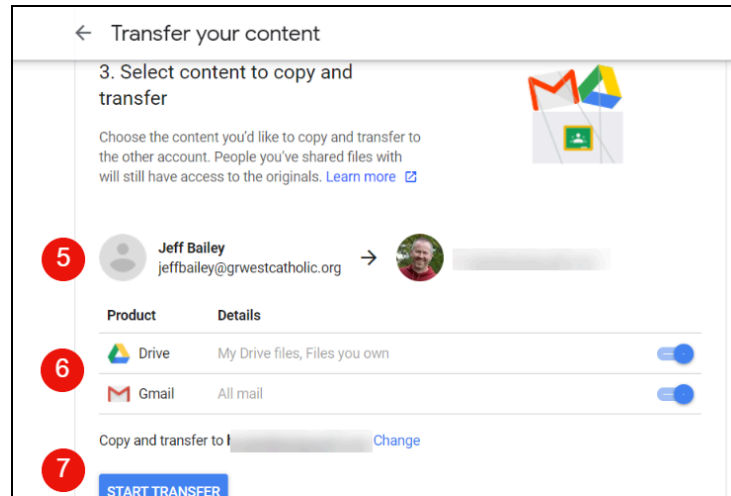 Transfer your content
3. Select content to copy and
transfer
Choose the content you'd like to copy and transfer to
the other account. People you've shared files with
will still have access to the originals. Learn more
5
Jeff Bailey
jeffbailey@grwestcatholic.org
Product Details
6
Drive My Drive files, Files you own
Gmail All mail
Copy and transfer to Change
7
START TRANSFER